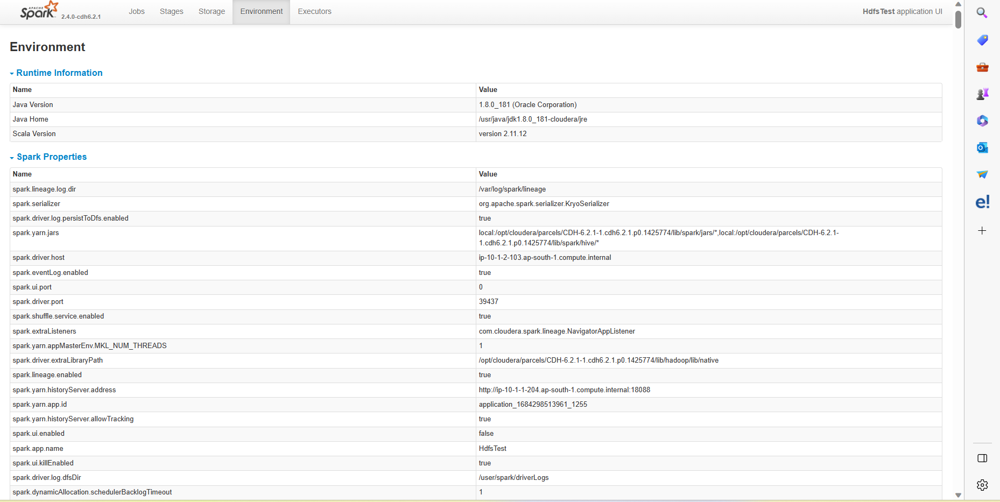 APACHE
Spark 2.4.0-cdh6.2.1 Jobs Stages Storage Environment Executors HdfsTest application UI
Environment
Runtime Information
Name Value
Java Version 1.8.0_181 (Oracle Corporation)
Java Home /usr/java/jdk1.8.0_181-cloudera/jre
Scala Version version 2.11.12
Spark Properties
Name Value
spark.lineage.log.dir /var/log/spark/lineage
spark.serializer org.apache.spark.serializer.KryoSerializer
spark.driver.log.persistToDfs.enabled true
spark.yarn.jars local:/opt/cloudera/parcels/CDH-6.2.1-1.cdh6.2.1.p0.1425774/lib/spark/jars/*,local:/opt/cloudera/parcels/CDH-6.2.1-
1.cdh6.2.1.p0.1425774/lib/spark/hive/*
spark.driver.host ip-10-1-2-103.ap-south-1.compute.internal
spark.eventLog.enabled true
spark.ui.port 0
spark.driver.port 39437
spark.shuffle.service.enabled true
spark.extraListeners com.cloudera.spark.lineage.NavigatorAppListener
spark.yarn.appMasterEnv.MKL_NUM_THREADS 1
spark.driver.extraLibraryPath /opt/cloudera/parcels/CDH-6.2.1-1.cdh6.2.1.p0.1425774/lib/hadoop/lib/native
spark.lineage.enabled true
spark.yarn.historyServer.address http://ip-10-1-1-204.ap-south-1.compute.internal:18088
spark.yarn.app.id application_1684298513961_1255
spark.yarn.historyServer.allowTracking true
spark.ui.enabled false
spark.app.name HdfsTest
spark.ui.killEnabled true
spark.driver.log.dfsDir /user/spark/driverLogs
spark.dynamicAllocation.schedulerBacklogTimeout 1
e!